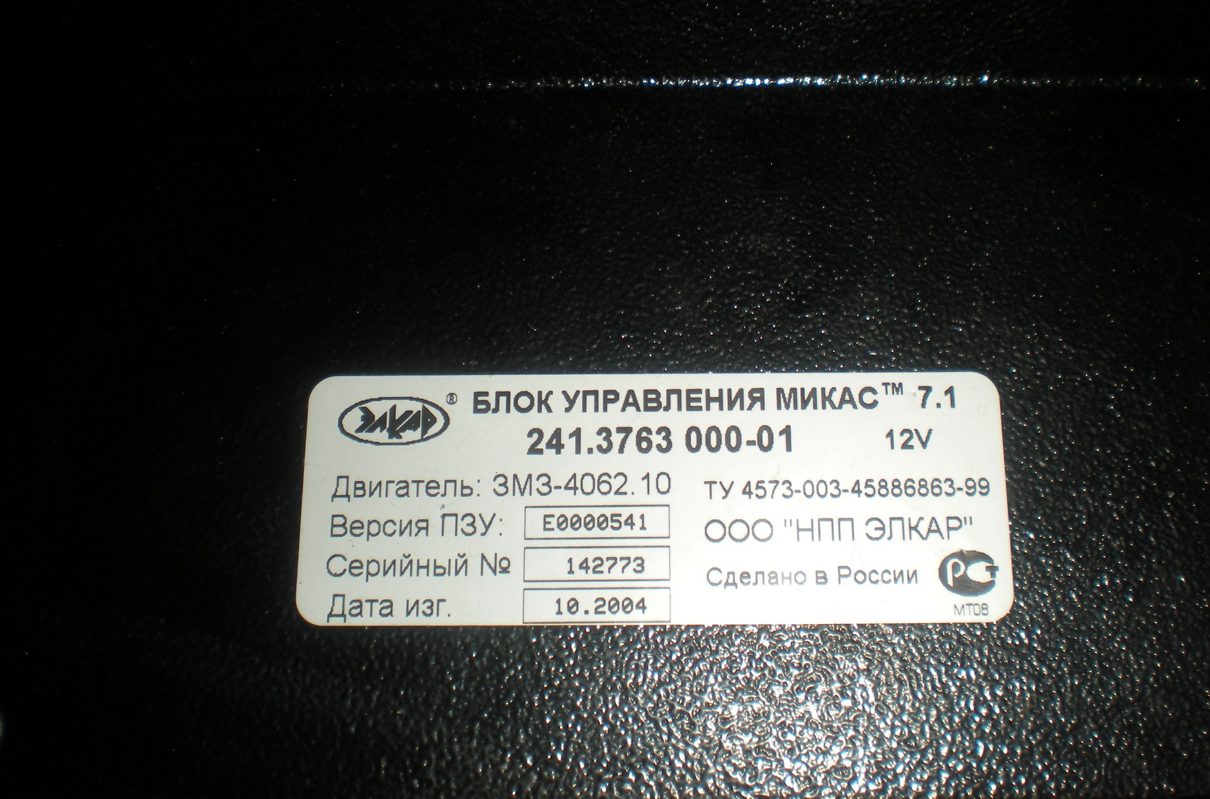 ЭЛКАР® БЛОК УПРАВЛЕНИЯ МИКАС™ 7.1
241.3763 000-01 12V
Двигатель: ЗМЗ-4062.10 ТУ 4573-003-45886863-99
Версия ПЗУ: E0000541 ООО "НПП ЭЛКАР"
Серийный № 142773 Сделано в России РСТ
Дата изг. 10.2004 МТ08